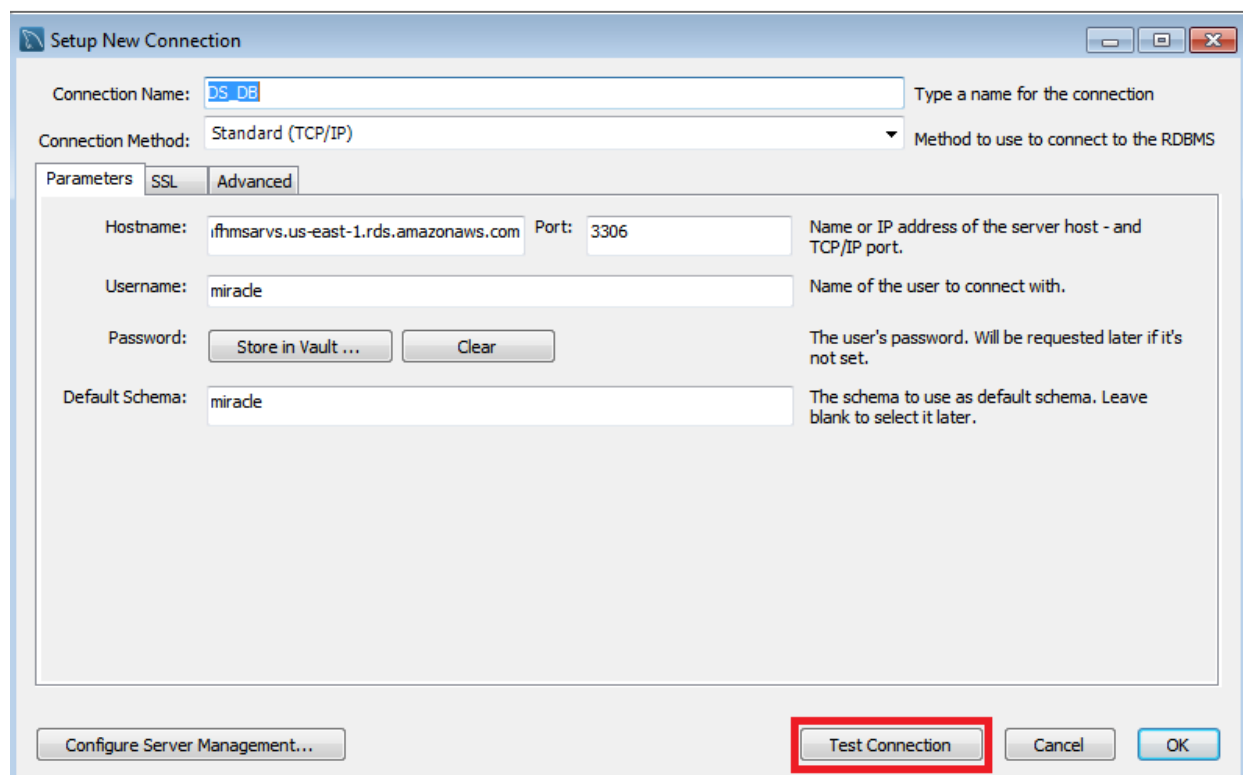 Setup New Connection
Connection Name: DS_DB Type a name for the connection
Connection Method: Standard (TCP/IP) Method to use to connect to the RDBMS
Parameters SSL Advanced
Hostname: fhmsarvs.us-east-1.rds.amazonaws.com Port: 3306 Name or IP address of the server host - and
TCP/IP port.
Username: miracle Name of the user to connect with.
Password: Store in Vault ... Clear The user's password. Will be requested later if it's
not set.
Default Schema: miracle The schema to use as default schema. Leave
blank to select it later.
Configure Server Management... Test Connection Cancel OK